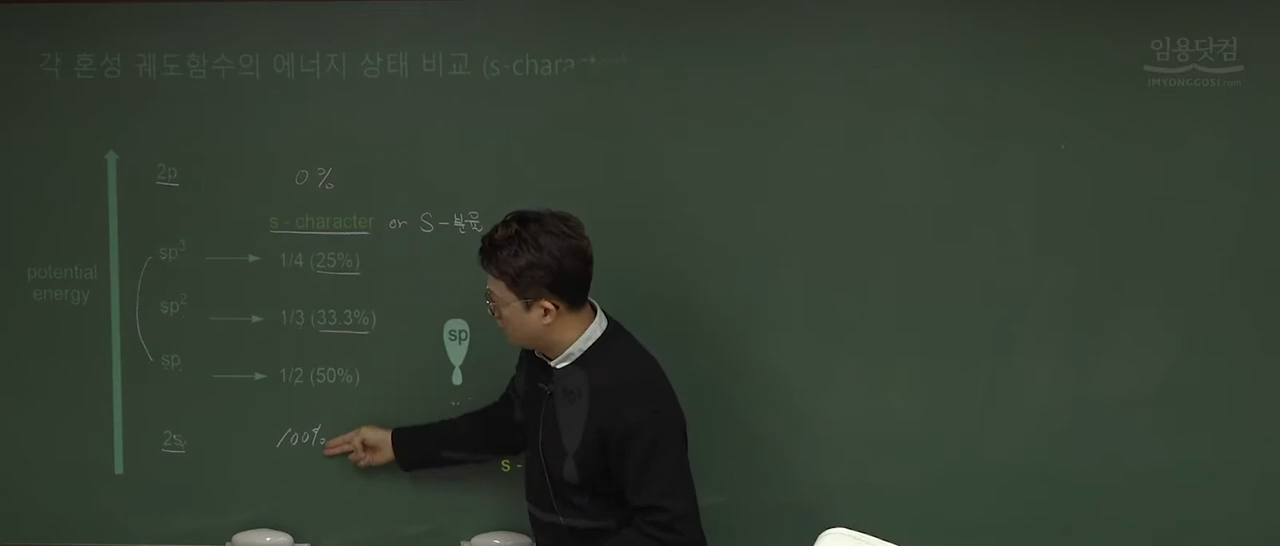 각 혼성 궤도함수의 에너지 상태 비교 (s-chara
임용닷컴
IMYONGGOSI.com
2p 0%
s - character or S-분율
sp³ 1/4 (25%)
potential
energy
sp² 1/3 (33.3%)
sp
sp 1/2 (50%)
2s 100%
s -